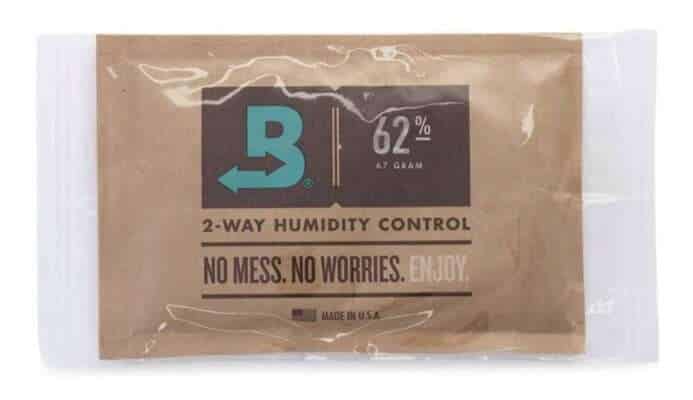 B®
62%
67 GRAM
2-WAY HUMIDITY CONTROL
NO MESS. NO WORRIES. ENJOY.
MADE IN U.S.A